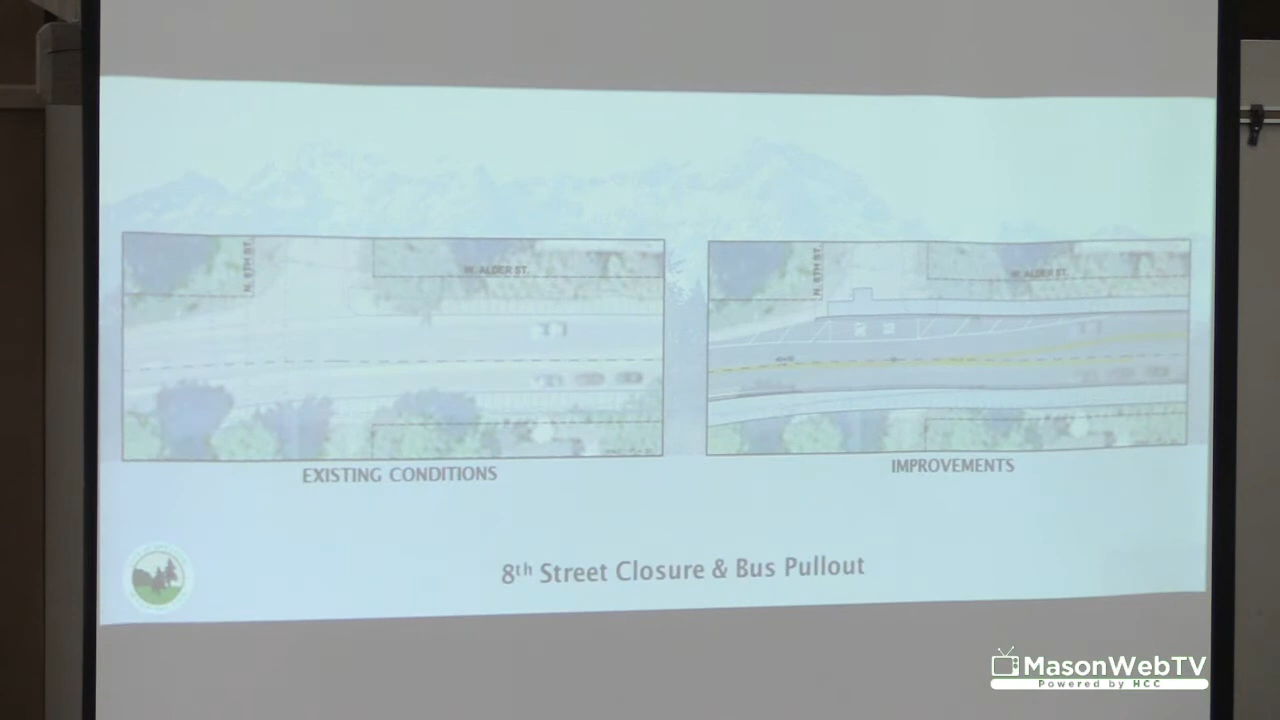 N. 8TH ST.
W. ALDER ST.
N. 8TH ST.
W. ALDER ST.
EXISTING CONDITIONS
IMPROVEMENTS
8th Street Closure & Bus Pullout
MasonWebTV
Powered by HCC